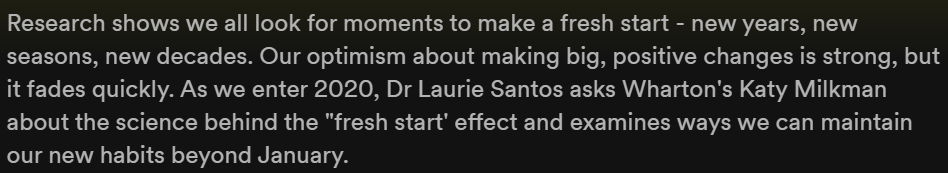 Research shows we all look for moments to make a fresh start - new years, new
seasons, new decades. Our optimism about making big, positive changes is strong, but
it fades quickly. As we enter 2020, Dr Laurie Santos asks Wharton's Katy Milkman
about the science behind the "fresh start' effect and examines ways we can maintain
our new habits beyond January.